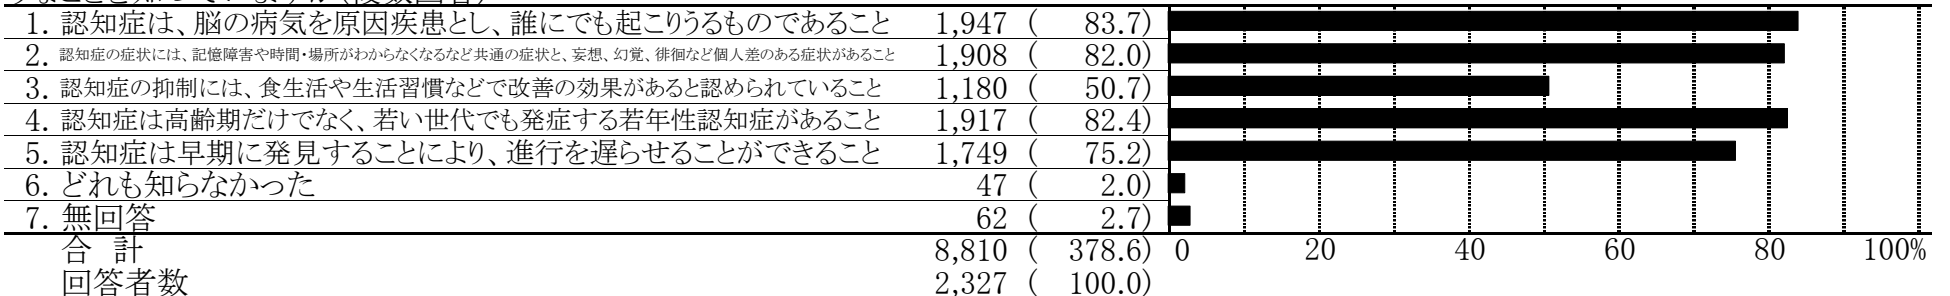 1. 認知症は、脳の病気を原因疾患とし、誰にでも起こりうるものであること 1,947 ( 83.7)
2. 認知症の症状には、記憶障害や時間・場所がわからなくなるなど共通の症状と、妄想、幻覚、徘徊など個人差のある症状があること 1,908 ( 82.0)
3. 認知症の抑制には、食生活や生活習慣などで改善の効果があると認められていること 1,180 ( 50.7)
4. 認知症は高齢期だけでなく、若い世代でも発症する若年性認知症があること 1,917 ( 82.4)
5. 認知症は早期に発見することにより、進行を遅らせることができること 1,749 ( 75.2)
6. どれも知らなかった 47 ( 2.0)
7. 無回答 62 ( 2.7)
合 計 8,810 ( 378.6) 0 20 40 60 80 100%
回答者数 2,327 ( 100.0)